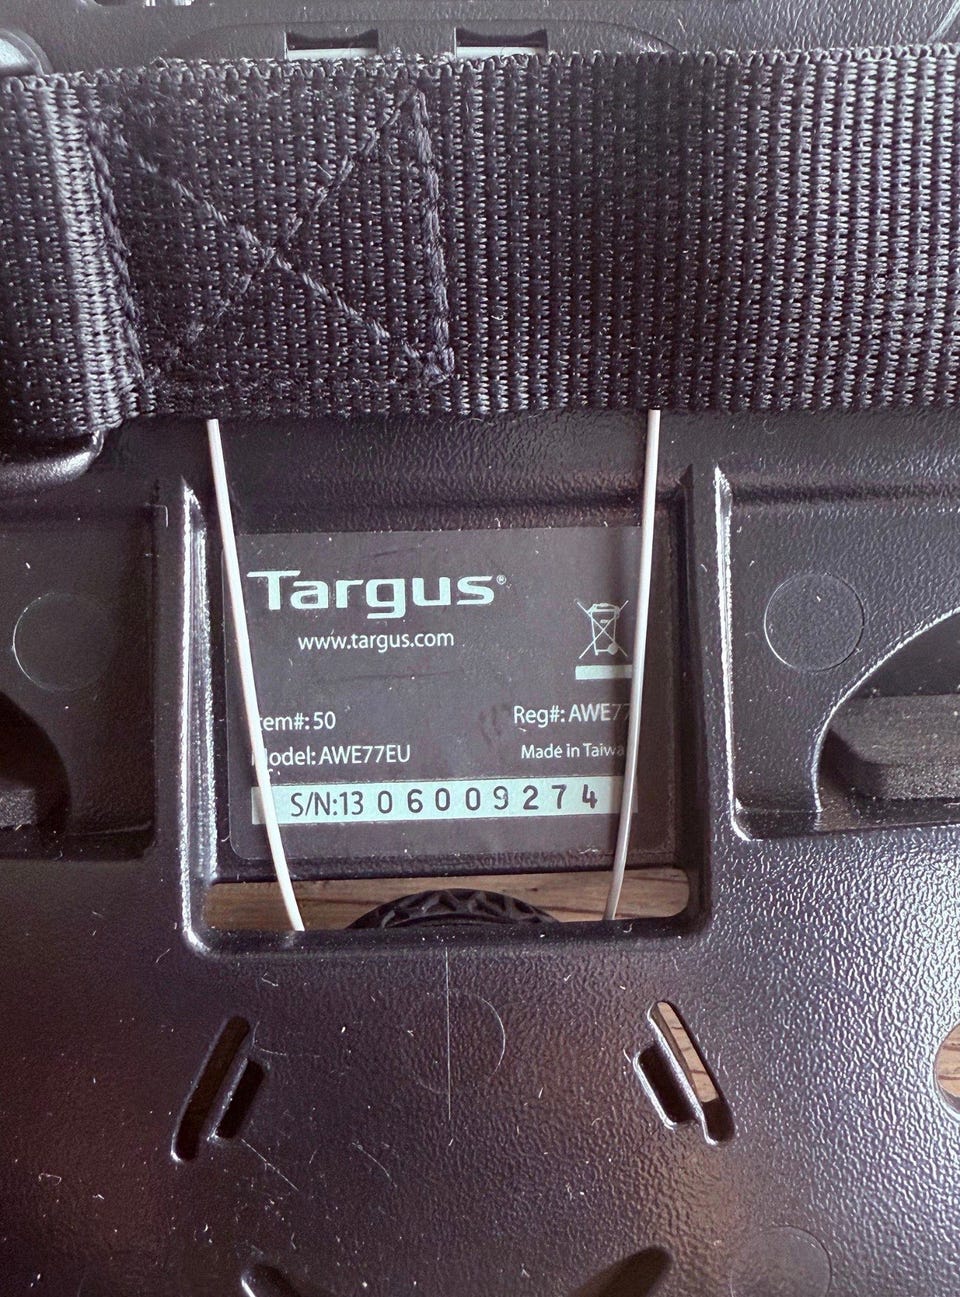 Targus®
www.targus.com
tem#: 50 Reg#: AWE77
odel: AWE77EU Made in Taiwa
S/N:13 06009274